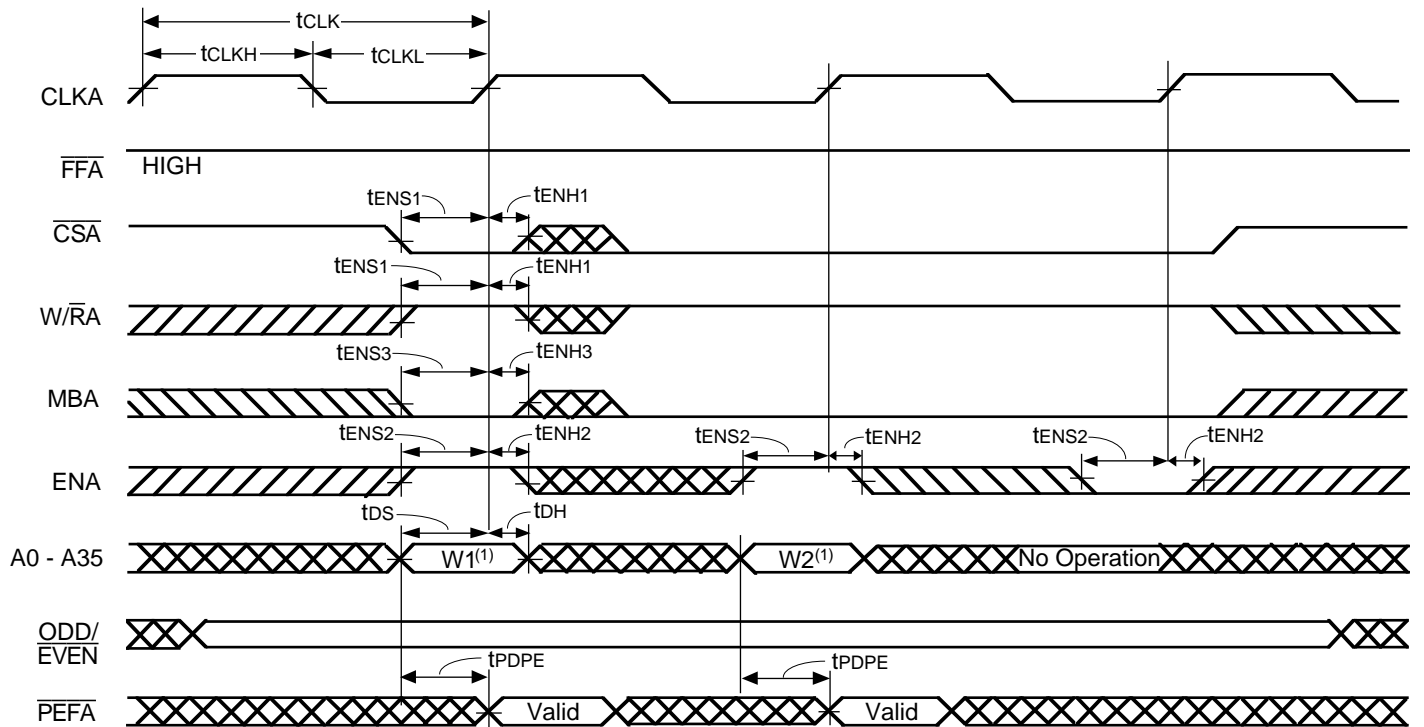 tCLK
tCLKH tCLKL
CLKA
FFA HIGH
tENS1 tENH1
CSA
tENS1 tENH1
W/RA
tENS3 tENH3
MBA
tENS2 tENH2 tENS2 tENH2 tENS2 tENH2
ENA
tDS tDH
A0 - A35 W1(1) W2(1) No Operation
ODD/
EVEN
tPDPE tPDPE
PEFA Valid Valid